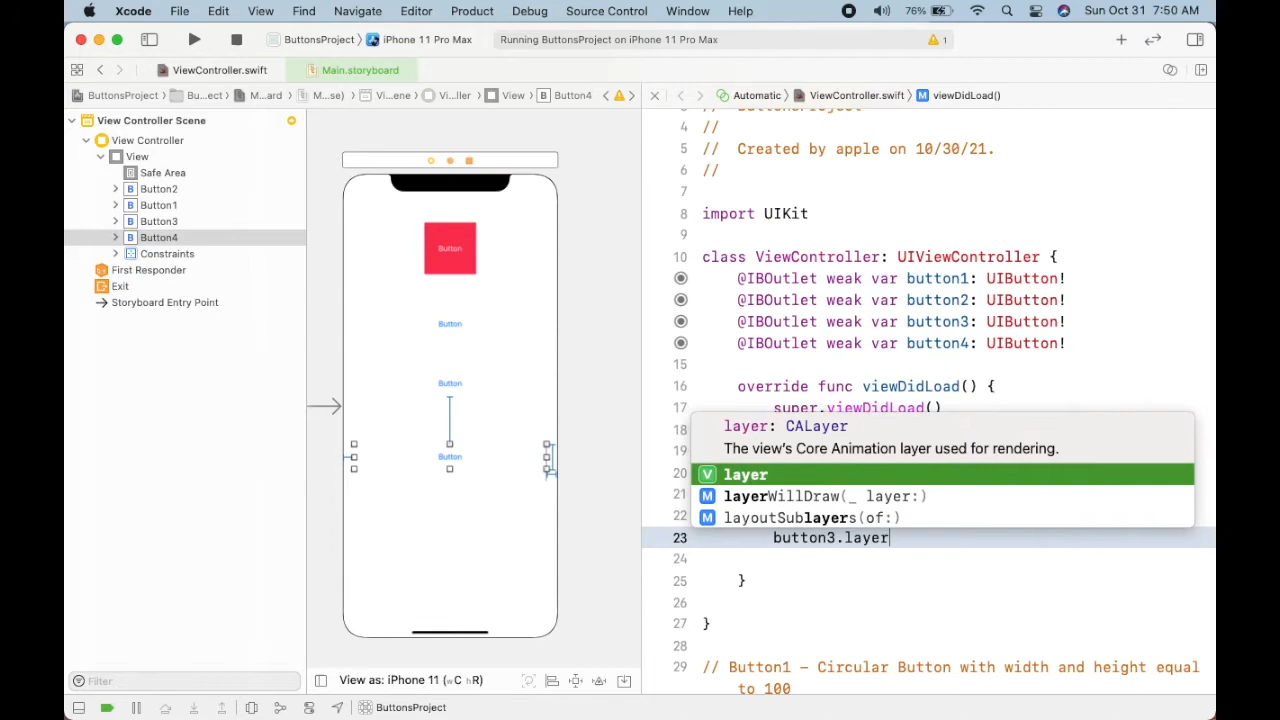 Xcode File Edit View Find Navigate Editor Product Debug Source Control Window Help 76% Sun Oct 31 7:50 AM
ButtonsProject iPhone 11 Pro Max Running ButtonsProject on iPhone 11 Pro Max 1
ViewController.swift Main.storyboard
ButtonsProject Bu...ect M...ard M...se) V...ene V...ller View B Button4
Automatic ViewController.swift M viewDidLoad()
View Controller Scene
View Controller
View
Safe Area
B Button2
B Button1
B Button3
B Button4
Constraints
First Responder
Exit
Storyboard Entry Point
Filter
Button
Button
Button
Button
View as: iPhone 11 (wC hR)
4 //
5 // Created by apple on 10/30/21.
6 //
7
8 import UIKit
9
10 class ViewController: UIViewController {
@IBOutlet weak var button1: UIButton!
@IBOutlet weak var button2: UIButton!
@IBOutlet weak var button3: UIButton!
@IBOutlet weak var button4: UIButton!
15
16 override func viewDidLoad() {
17 super.viewDidLoad()
18 layer: CALayer
19 The view's Core Animation layer used for rendering.
20 V layer
21 M layerWillDraw(_ layer:)
22 M layoutSublayers(of:)
23 button3.layer
24
25 }
26
27 }
28
29 // Button1 – Circular Button with width and height equal
to 100
ButtonsProject